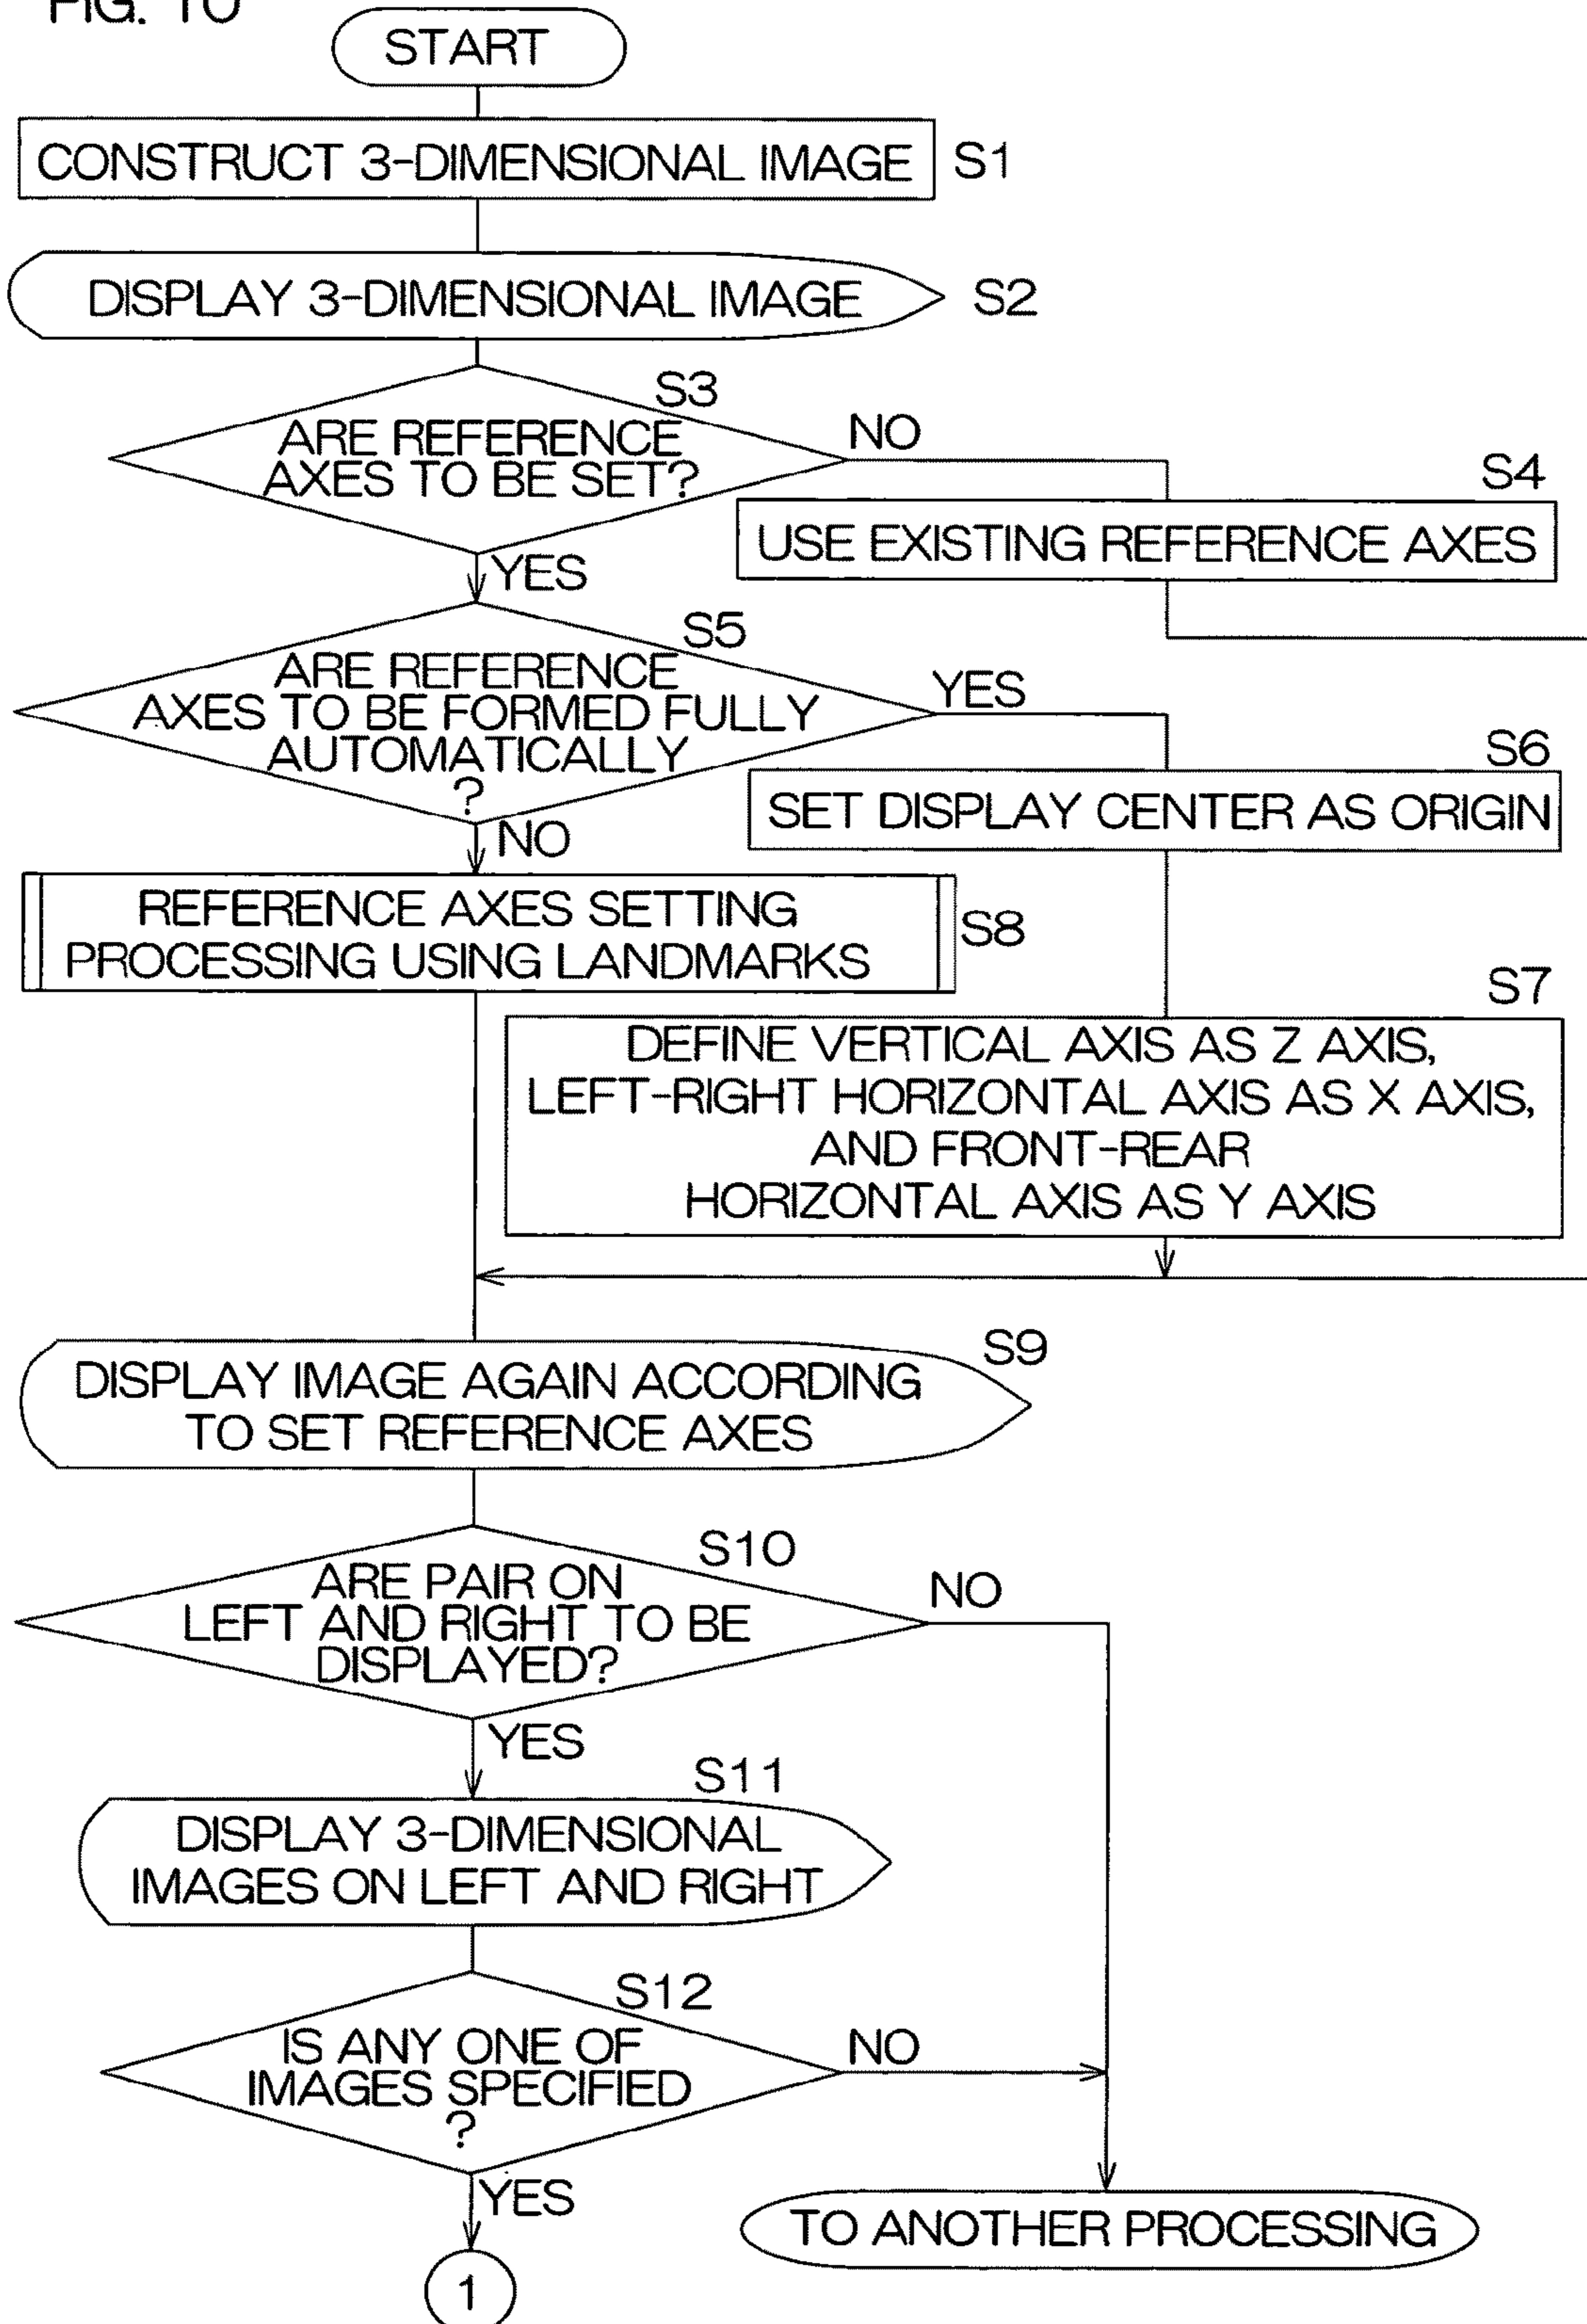 FIG. 10
START
CONSTRUCT 3-DIMENSIONAL IMAGE
S1
DISPLAY 3-DIMENSIONAL IMAGE
S2
S3
ARE REFERENCE
AXES TO BE SET?
NO
YES
S4
USE EXISTING REFERENCE AXES
S5
ARE REFERENCE
AXES TO BE FORMED FULLY
AUTOMATICALLY
?
YES
NO
S6
SET DISPLAY CENTER AS ORIGIN
REFERENCE AXES SETTING
PROCESSING USING LANDMARKS
S8
S7
DEFINE VERTICAL AXIS AS Z AXIS,
LEFT-RIGHT HORIZONTAL AXIS AS X AXIS,
AND FRONT-REAR
HORIZONTAL AXIS AS Y AXIS
S9
DISPLAY IMAGE AGAIN ACCORDING
TO SET REFERENCE AXES
S10
ARE PAIR ON
LEFT AND RIGHT TO BE
DISPLAYED?
NO
YES
S11
DISPLAY 3-DIMENSIONAL
IMAGES ON LEFT AND RIGHT
S12
IS ANY ONE OF
IMAGES SPECIFIED
?
NO
YES
TO ANOTHER PROCESSING
1